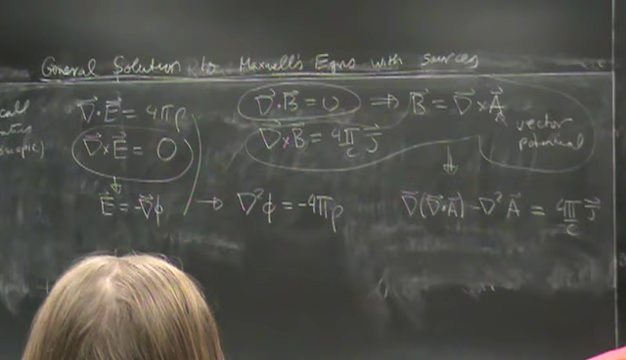 General Solution to Maxwell's Eqns with sources
∇⃗·E⃗ = 4πρ
∇⃗×E⃗ = 0
↓
E⃗ = -∇⃗ϕ
→ ∇²ϕ = -4πρ
∇⃗·B⃗ = 0 ⇒ B⃗ = ∇⃗×A⃗
∇⃗×B⃗ = 4π/c J⃗
vector
potential
⇓
∇⃗(∇⃗·A⃗) - ∇²A⃗ = 4π/c J⃗